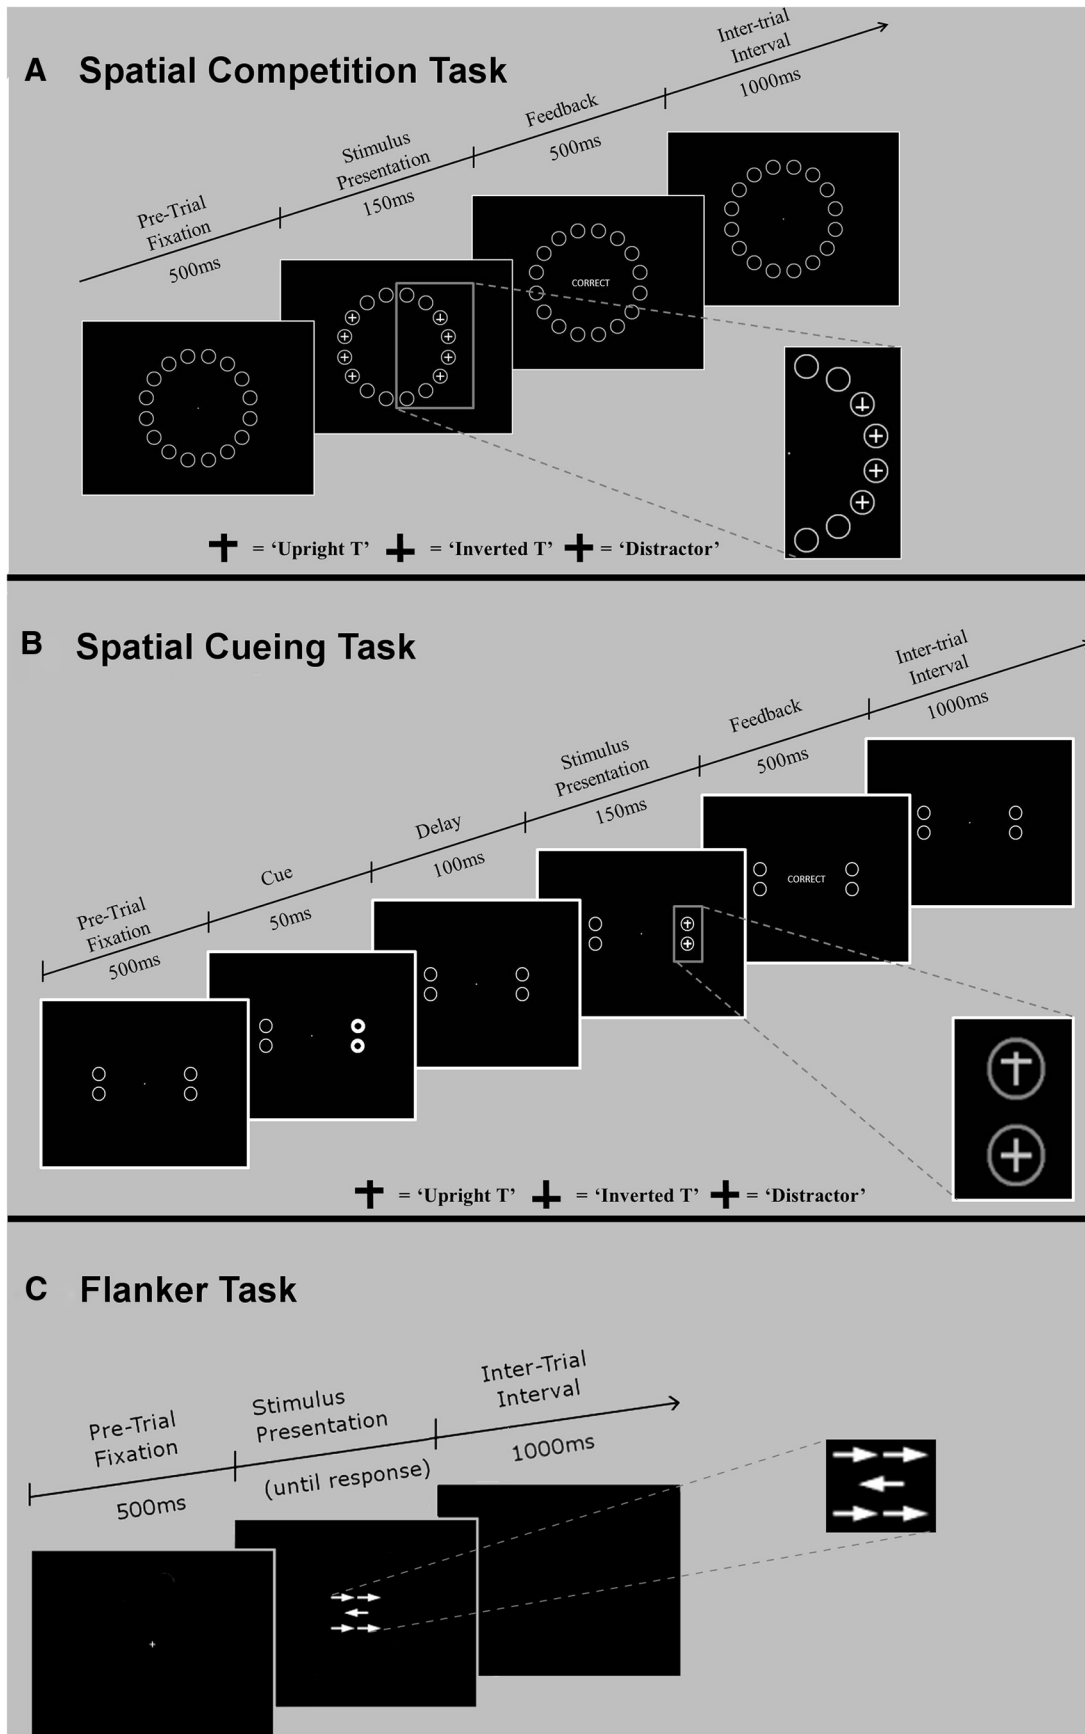 A Spatial Competition Task
Pre-Trial
Fixation
500ms
Stimulus
Presentation
150ms
Feedback
500ms
Inter-trial
Interval
1000ms
CORRECT
= ‘Upright T’ = ‘Inverted T’ = ‘Distractor’
B Spatial Cueing Task
Pre-Trial
Fixation
500ms
Cue
50ms
Delay
100ms
Stimulus
Presentation
150ms
Feedback
500ms
Inter-trial
Interval
1000ms
CORRECT
= ‘Upright T’ = ‘Inverted T’ = ‘Distractor’
C Flanker Task
Pre-Trial
Fixation
500ms
Stimulus
Presentation
(until response)
Inter-Trial
Interval
1000ms